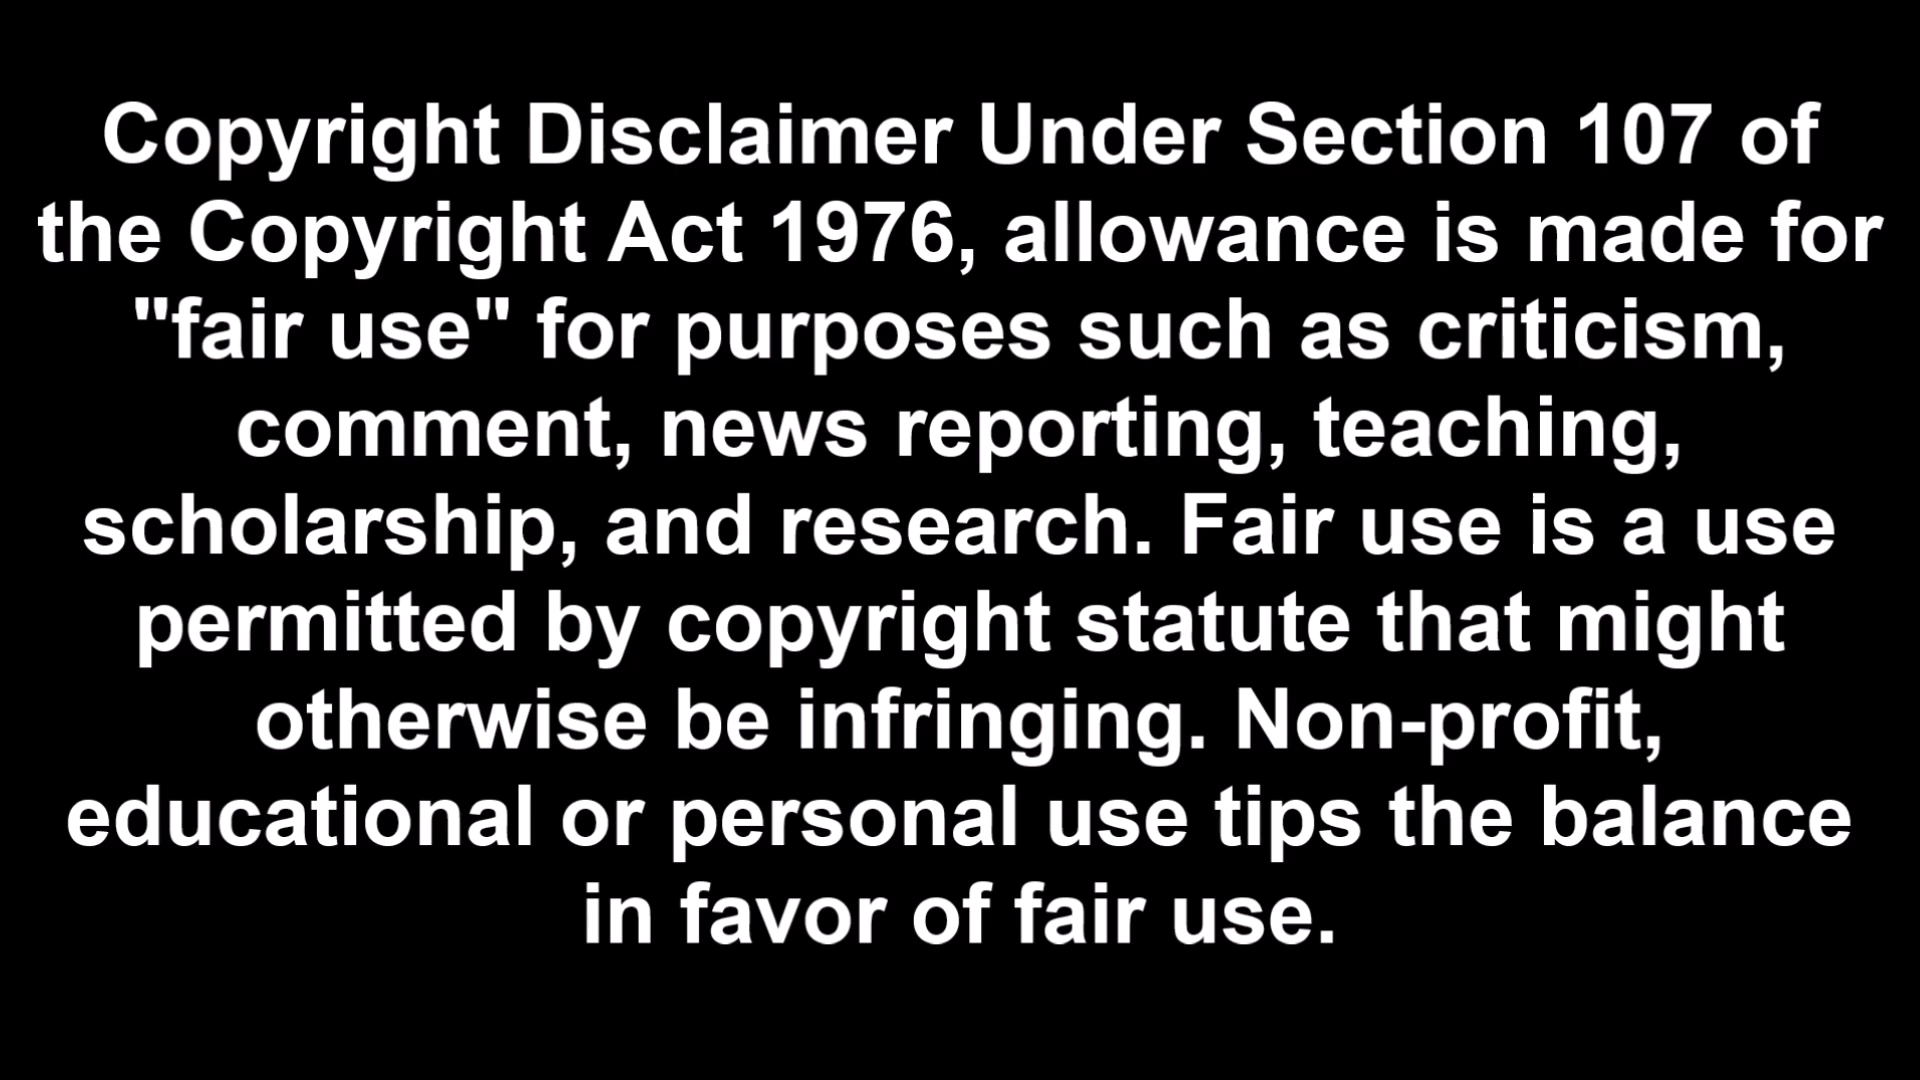 Copyright Disclaimer Under Section 107 of
the Copyright Act 1976, allowance is made for
"fair use" for purposes such as criticism,
comment, news reporting, teaching,
scholarship, and research. Fair use is a use
permitted by copyright statute that might
otherwise be infringing. Non-profit,
educational or personal use tips the balance
in favor of fair use.